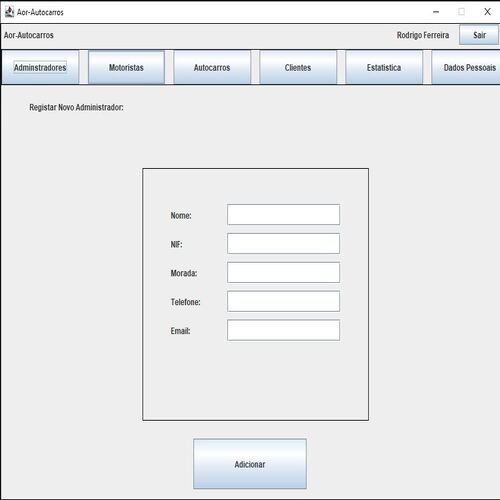 Aor-Autocarros
Aor-Autocarros Rodrigo Ferreira Sair
Adminstradores Motoristas Autocarros Clientes Estatistica Dados Pessoais
Registar Novo Administrador:
Nome:
NIF:
Morada:
Telefone:
Email:
Adicionar